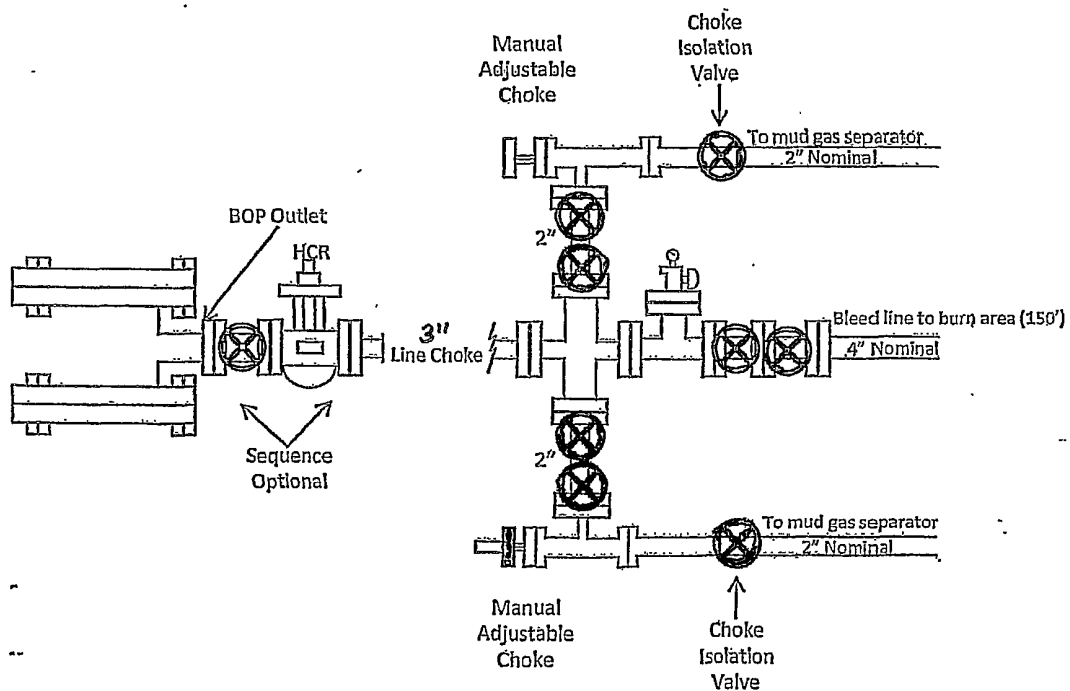 Manual
Adjustable
Choke
Choke
Isolation
Valve
To mud gas separator
2" Nominal
BOP Outlet
HCR
2"
3"
Line Choke
Bleed line to burn area (150')
4" Nominal
Sequence
Optional
2"
To mud gas separator
2" Nominal
Manual
Adjustable
Choke
Choke
Isolation
Valve